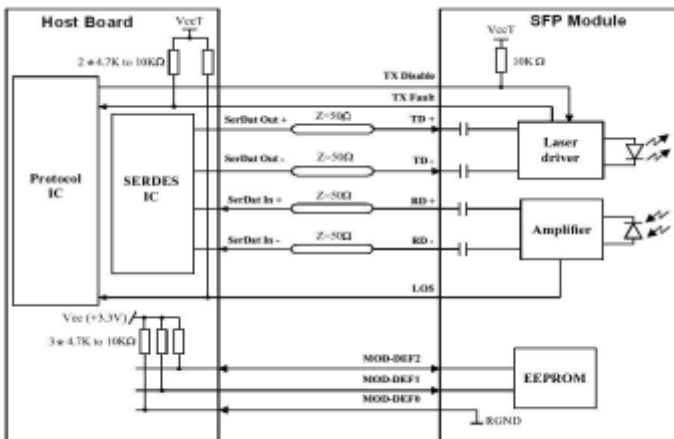 Host Board
SFP Module
VccT
VccT
2*4.7K to 10KΩ
10KΩ
TX Disable
TX Fault
SerDat Out +
Z=50Ω
TD +
SerDat Out -
Z=50Ω
TD -
Laser
driver
Protocol
IC
SERDES
IC
SerDat In +
Z=50Ω
RD +
SerDat In -
Z=50Ω
RD -
Amplifier
LOS
Vcc (+3.3V)
3*4.7K to 10KΩ
MOD-DEF2
MOD-DEF1
MOD-DEF0
EEPROM
RGND